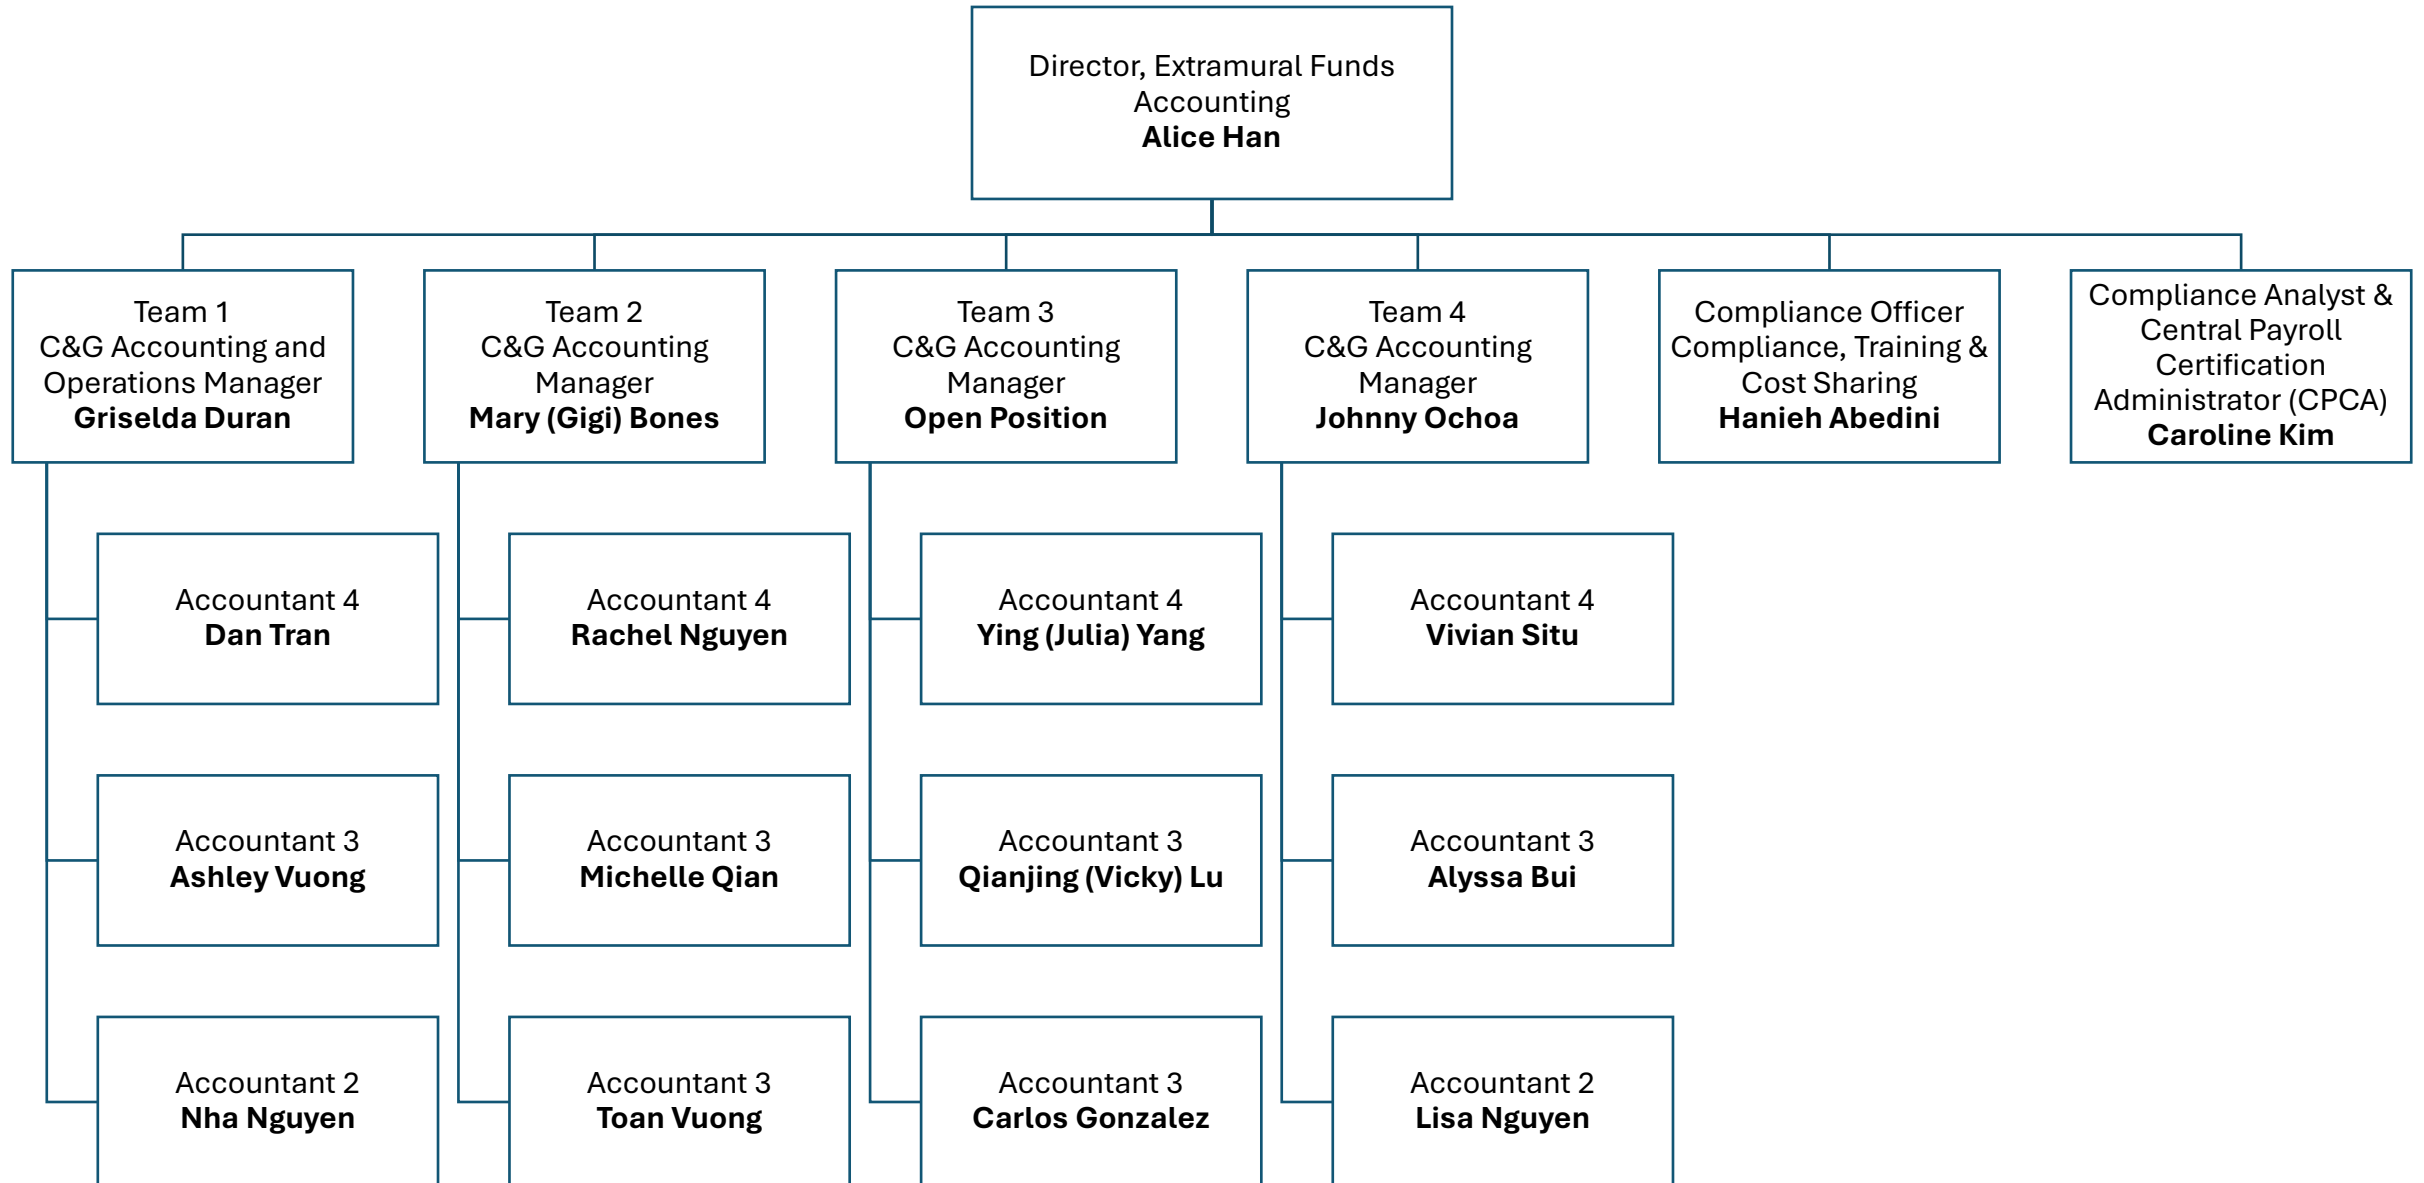 Director, Extramural Funds
Accounting
Alice Han
Team 1
C&G Accounting and
Operations Manager
Griselda Duran
Team 2
C&G Accounting
Manager
Mary (Gigi) Bones
Team 3
C&G Accounting
Manager
Open Position
Team 4
C&G Accounting
Manager
Johnny Ochoa
Compliance Officer
Compliance, Training &
Cost Sharing
Hanieh Abedini
Compliance Analyst &
Central Payroll
Certification
Administrator (CPCA)
Caroline Kim
Accountant 4
Dan Tran
Accountant 4
Rachel Nguyen
Accountant 4
Ying (Julia) Yang
Accountant 4
Vivian Situ
Accountant 3
Ashley Vuong
Accountant 3
Michelle Qian
Accountant 3
Qianjing (Vicky) Lu
Accountant 3
Alyssa Bui
Accountant 2
Nha Nguyen
Accountant 3
Toan Vuong
Accountant 3
Carlos Gonzalez
Accountant 2
Lisa Nguyen